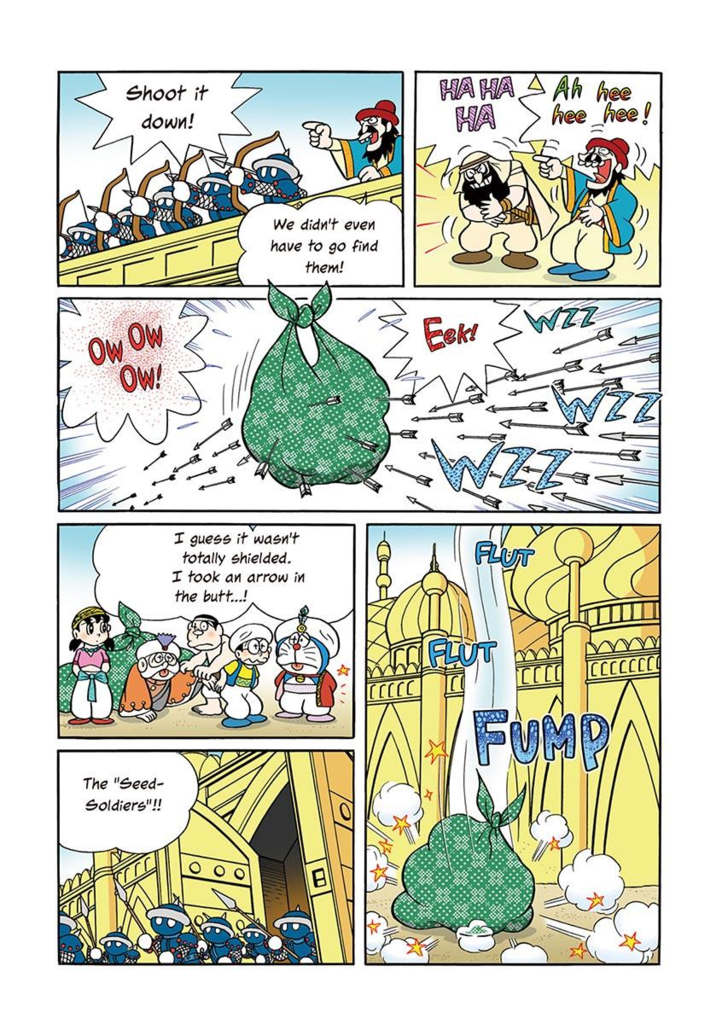 Shoot it
down!
We didn't even
have to go find
them!
HA HA
HA
Ah hee
hee hee!
Ow Ow
Ow!
Eek!
WZZ
WZZ
WZZ
I guess it wasn't
totally shielded.
I took an arrow in
the butt...!
FLUT
FLUT
FUMP
The "Seed-
Soldiers"!!